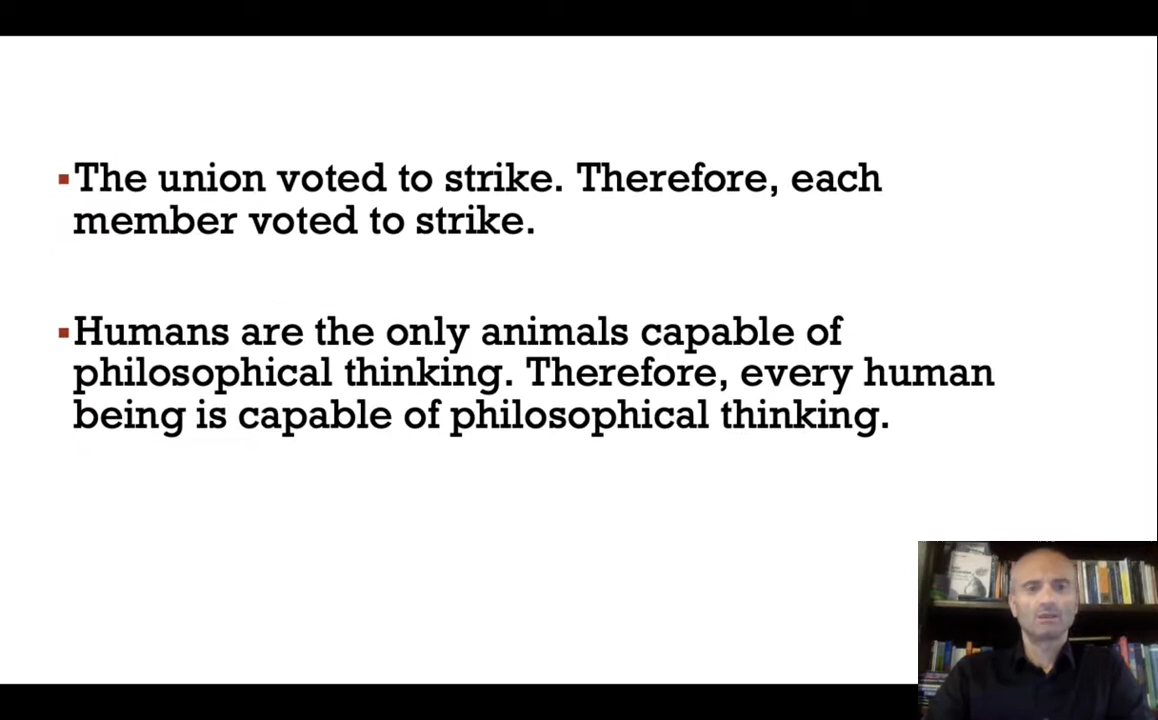 ▪The union voted to strike. Therefore, each
member voted to strike.
▪Humans are the only animals capable of
philosophical thinking. Therefore, every human
being is capable of philosophical thinking.